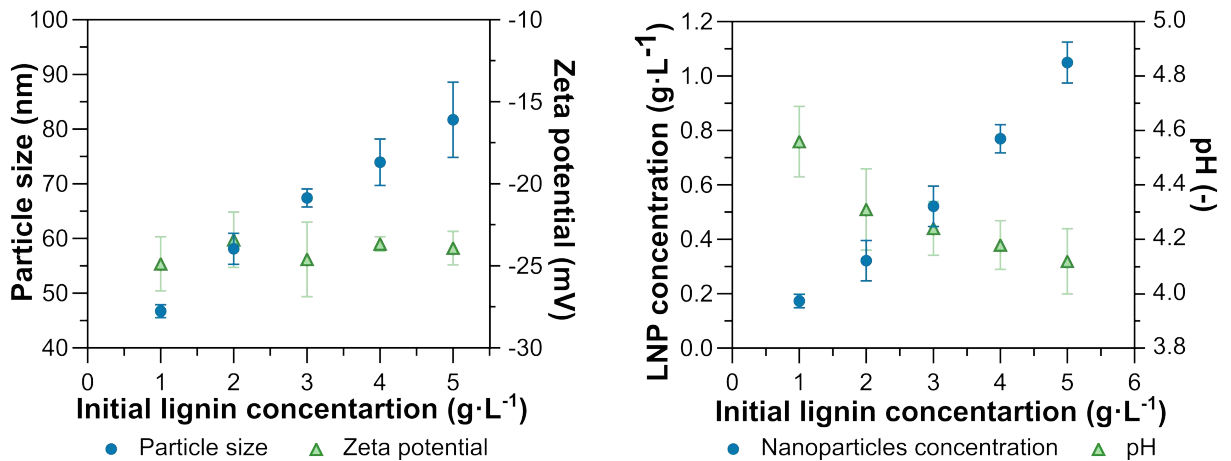 Particle size (nm)
100
90
80
70
60
50
40
0 1 2 3 4 5
-10
-15
-20
-25
-30
Zeta potential (mV)
Initial lignin concentartion (g·L⁻¹)
Particle size
Zeta potential
LNP concentration (g·L⁻¹)
1.2
1.0
0.8
0.6
0.4
0.2
0.0
0 1 2 3 4 5 6
5.0
4.8
4.6
4.4
4.2
4.0
3.8
pH (-)
Initial lignin concentartion (g·L⁻¹)
Nanoparticles concentration
pH